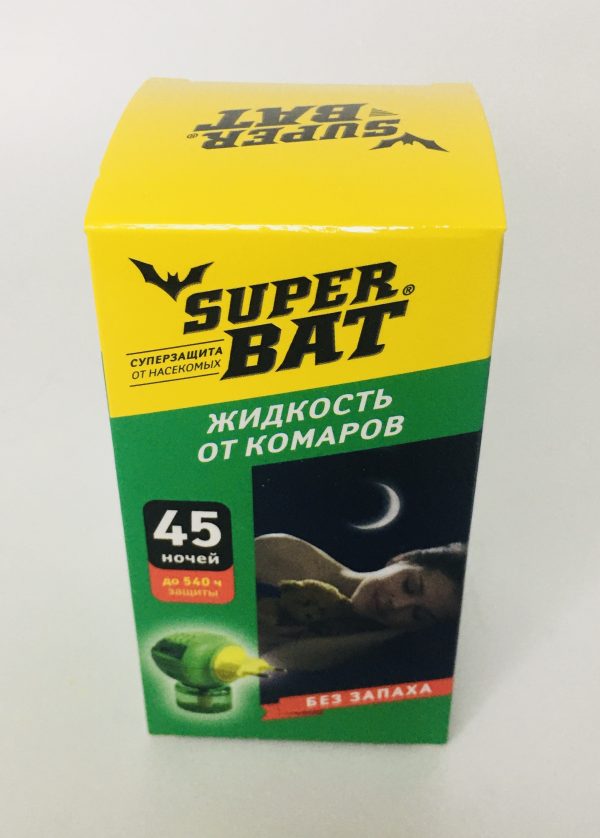 SUPER
BAT
®
SUPER
BAT®
СУПЕРЗАЩИТА
ОТ НАСЕКОМЫХ
ЖИДКОСТЬ
ОТ КОМАРОВ
45
ночей
до 540 ч
защиты
БЕЗ ЗАПАХА